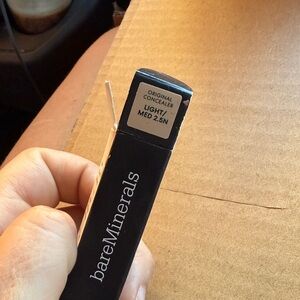 ORIGINAL
CONCEALER
LIGHT/
MED 2.5N
bareMinerals